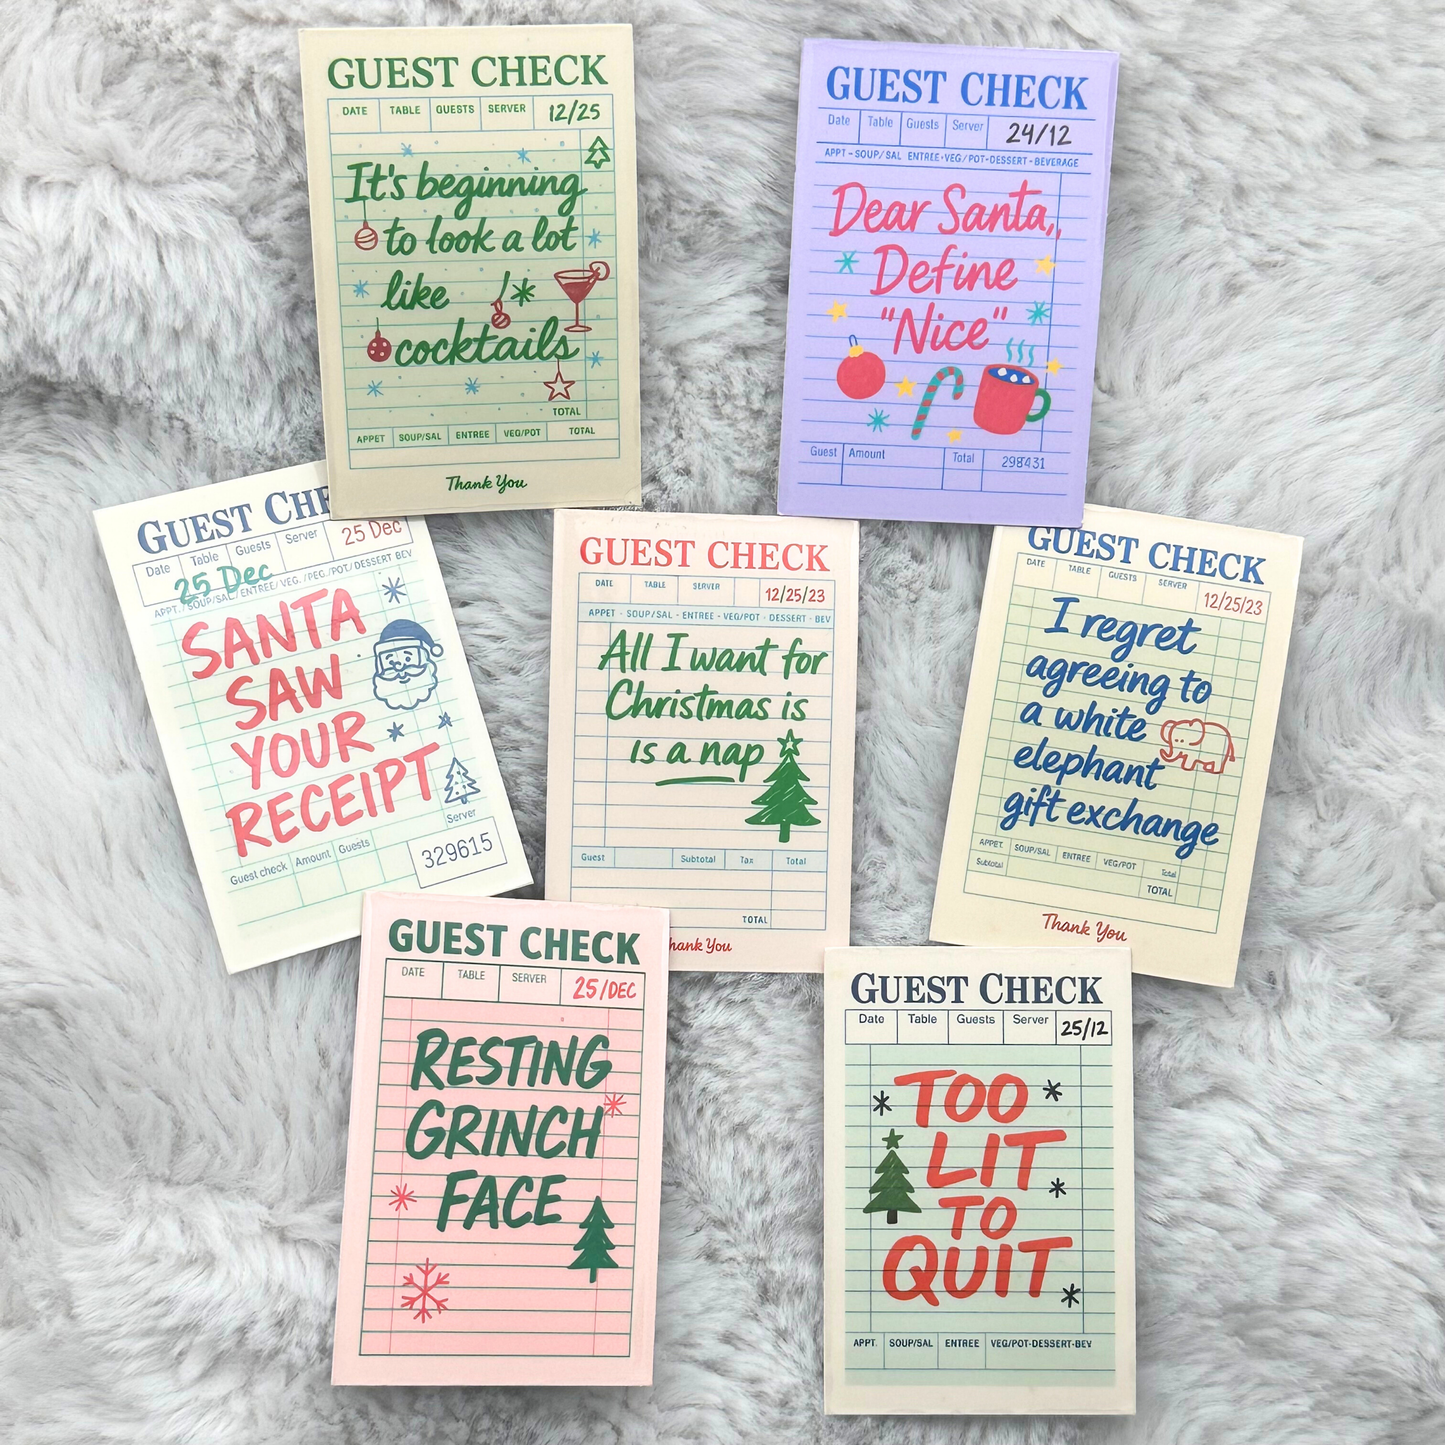 GUEST CHECK
DATE TABLE GUESTS SERVER 12/25
It's beginning
to look a lot
like
cocktails
TOTAL
APPET SOUP/SAL ENTREE VEG/POT TOTAL
Thank You
GUEST CHECK
Date Table Guests Server 24/12
APPT - SOUP/SAL ENTREE · VEG/POT · DESSERT · BEVERAGE
Dear Santa,,
Define
"Nice"
Guest Amount Total 298431
GUEST CHE
Date Table Guests Server 25 Dec
25 Dec
APPT. / SOUP/SAL / ENTREE / VEG. / PEG. / POT / DESSERT BEV
SANTA
SAW
YOUR
RECEIPT
Server
Guest check Amount Guests 329615
GUEST CHECK
DATE TABLE SERVER 12/25/23
APPET - SOUP/SAL - ENTREE - VEG/POT - DESSERT - BEV
All I want for
Christmas is
is a nap
Guest Subtotal Tax Total
TOTAL
hank You
GUEST CHECK
DATE TABLE GUESTS SERVER 12/25/23
I regret
agreeing to
a white
elephant
gift exchange
APPET. SOUP/SAL ENTREE VEG/POT Total
Subtotal TOTAL
Thank You
GUEST CHECK
DATE TABLE SERVER 25/DEC
RESTING
GRINCH
FACE
GUEST CHECK
Date Table Guests Server 25/12
TOO
LIT
TO
QUIT
APPT. SOUP/SAL ENTREE VEG/POT·DESSERT·BEV